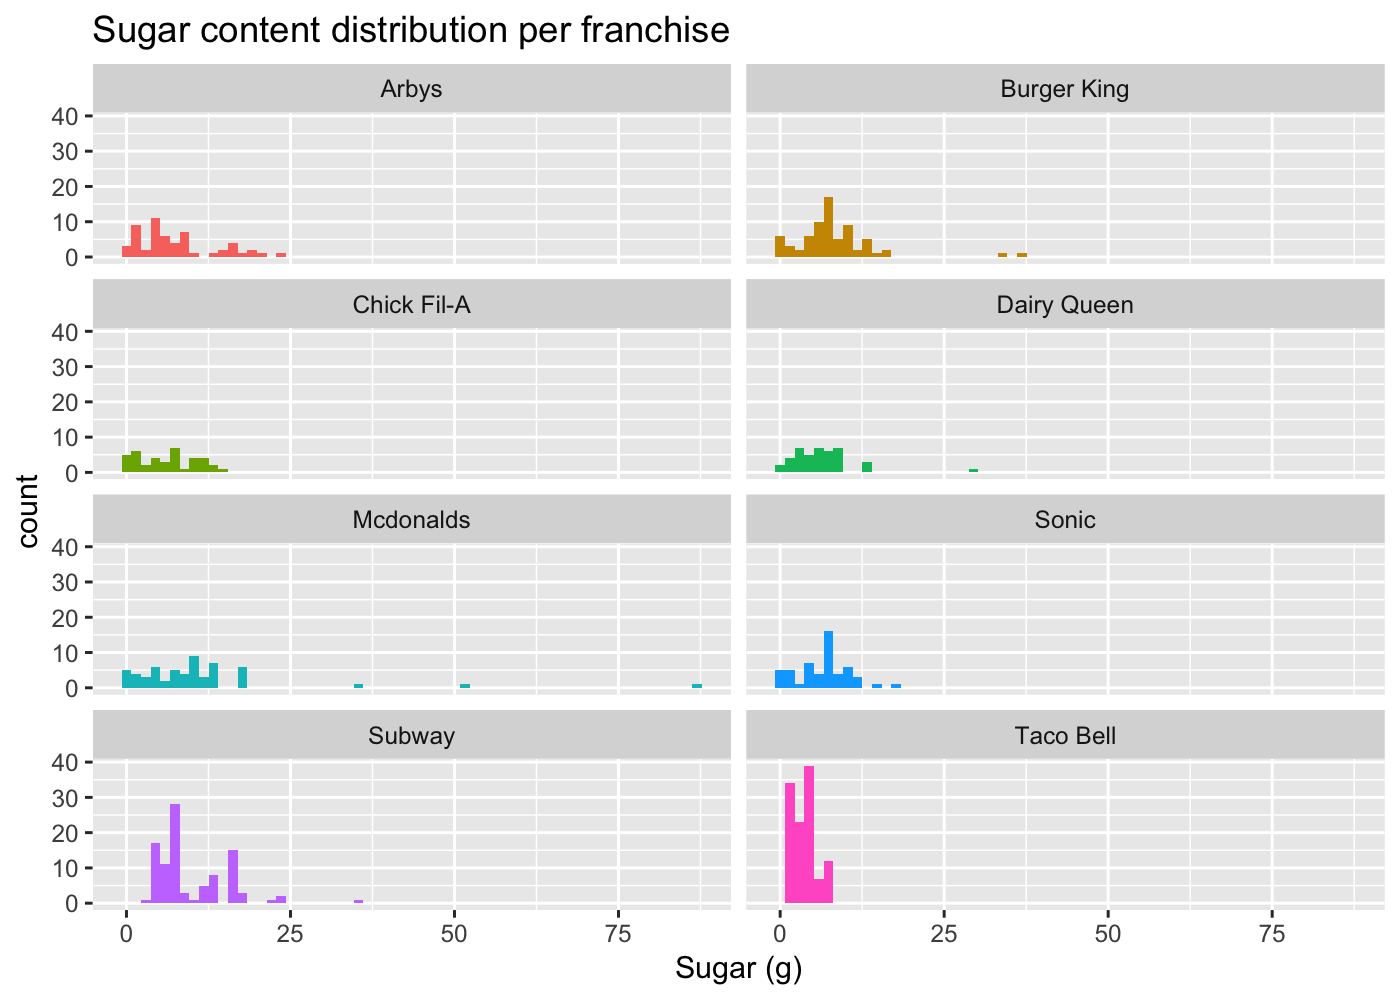 Sugar content distribution per franchise
Arbys
Burger King
40
30
20
10
0
Chick Fil-A
Dairy Queen
40
30
20
10
0
count
Mcdonalds
Sonic
40
30
20
10
0
Subway
Taco Bell
40
30
20
10
0
0 25 50 75 0 25 50 75
Sugar (g)